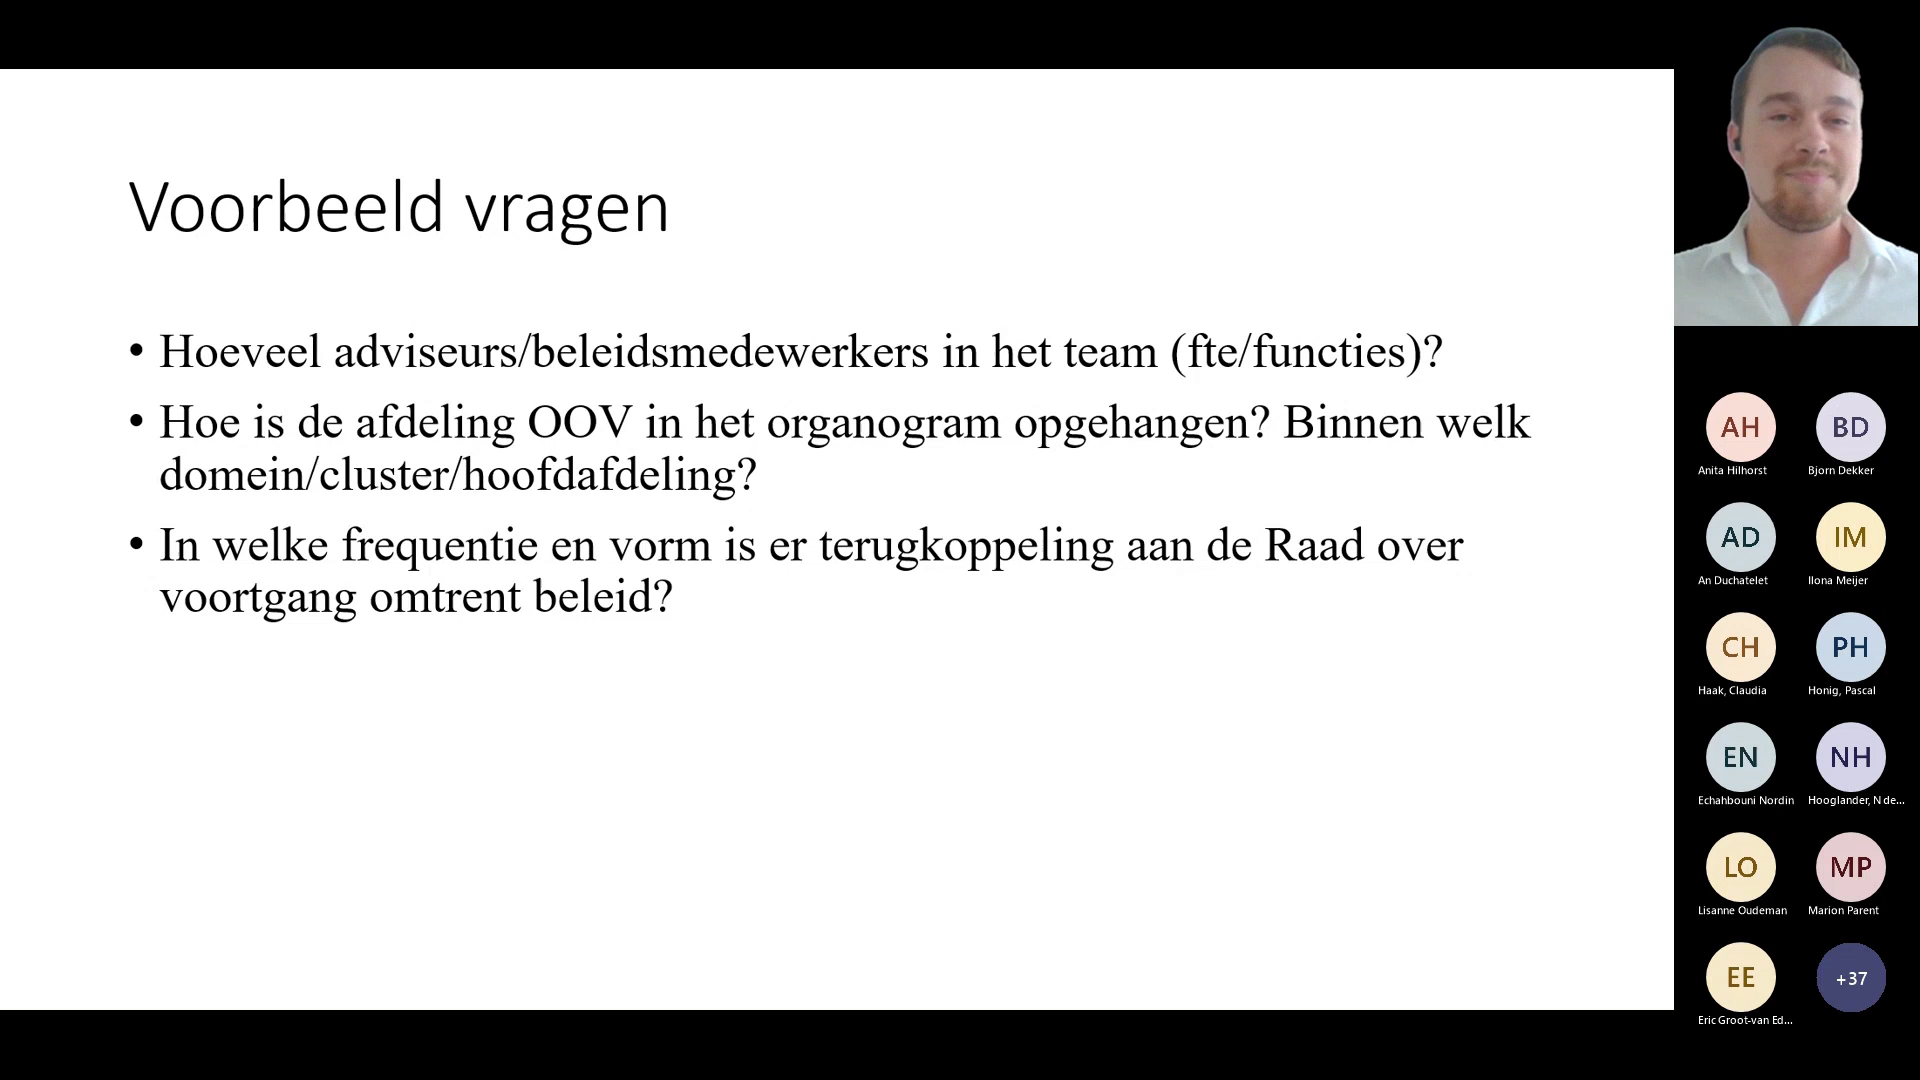 Voorbeeld vragen
• Hoeveel adviseurs/beleidsmedewerkers in het team (fte/functies)?
• Hoe is de afdeling OOV in het organogram opgehangen? Binnen welk
domein/cluster/hoofdafdeling?
• In welke frequentie en vorm is er terugkoppeling aan de Raad over
voortgang omtrent beleid?
AH
BD
Anita Hilhorst
Bjorn Dekker
AD
IM
An Duchatelet
Ilona Meijer
CH
PH
Haak, Claudia
Honig, Pascal
EN
NH
Echahbouni Nordin
Hooglander, N de...
LO
MP
Lisanne Oudeman
Marion Parent
EE
+37
Eric Groot-van Ed...